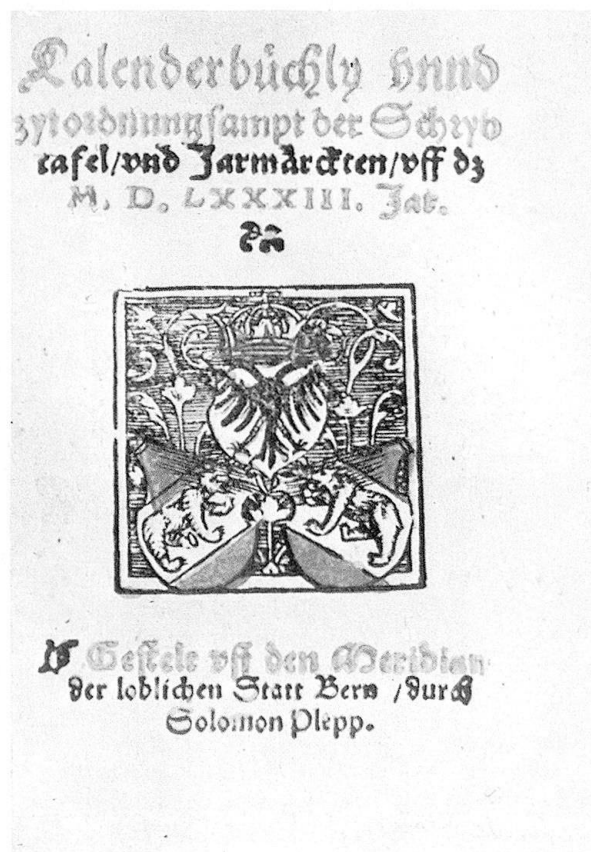 Calenderbüchly vnnd
zytordnung sampt der Schryb
tafel/vnd Jarmärckten/vff dz
M. D. LXXXIII. Jar.
Gestelt vff den Meridian
der loblichen Statt Bern /durch
Solomon Plepp.